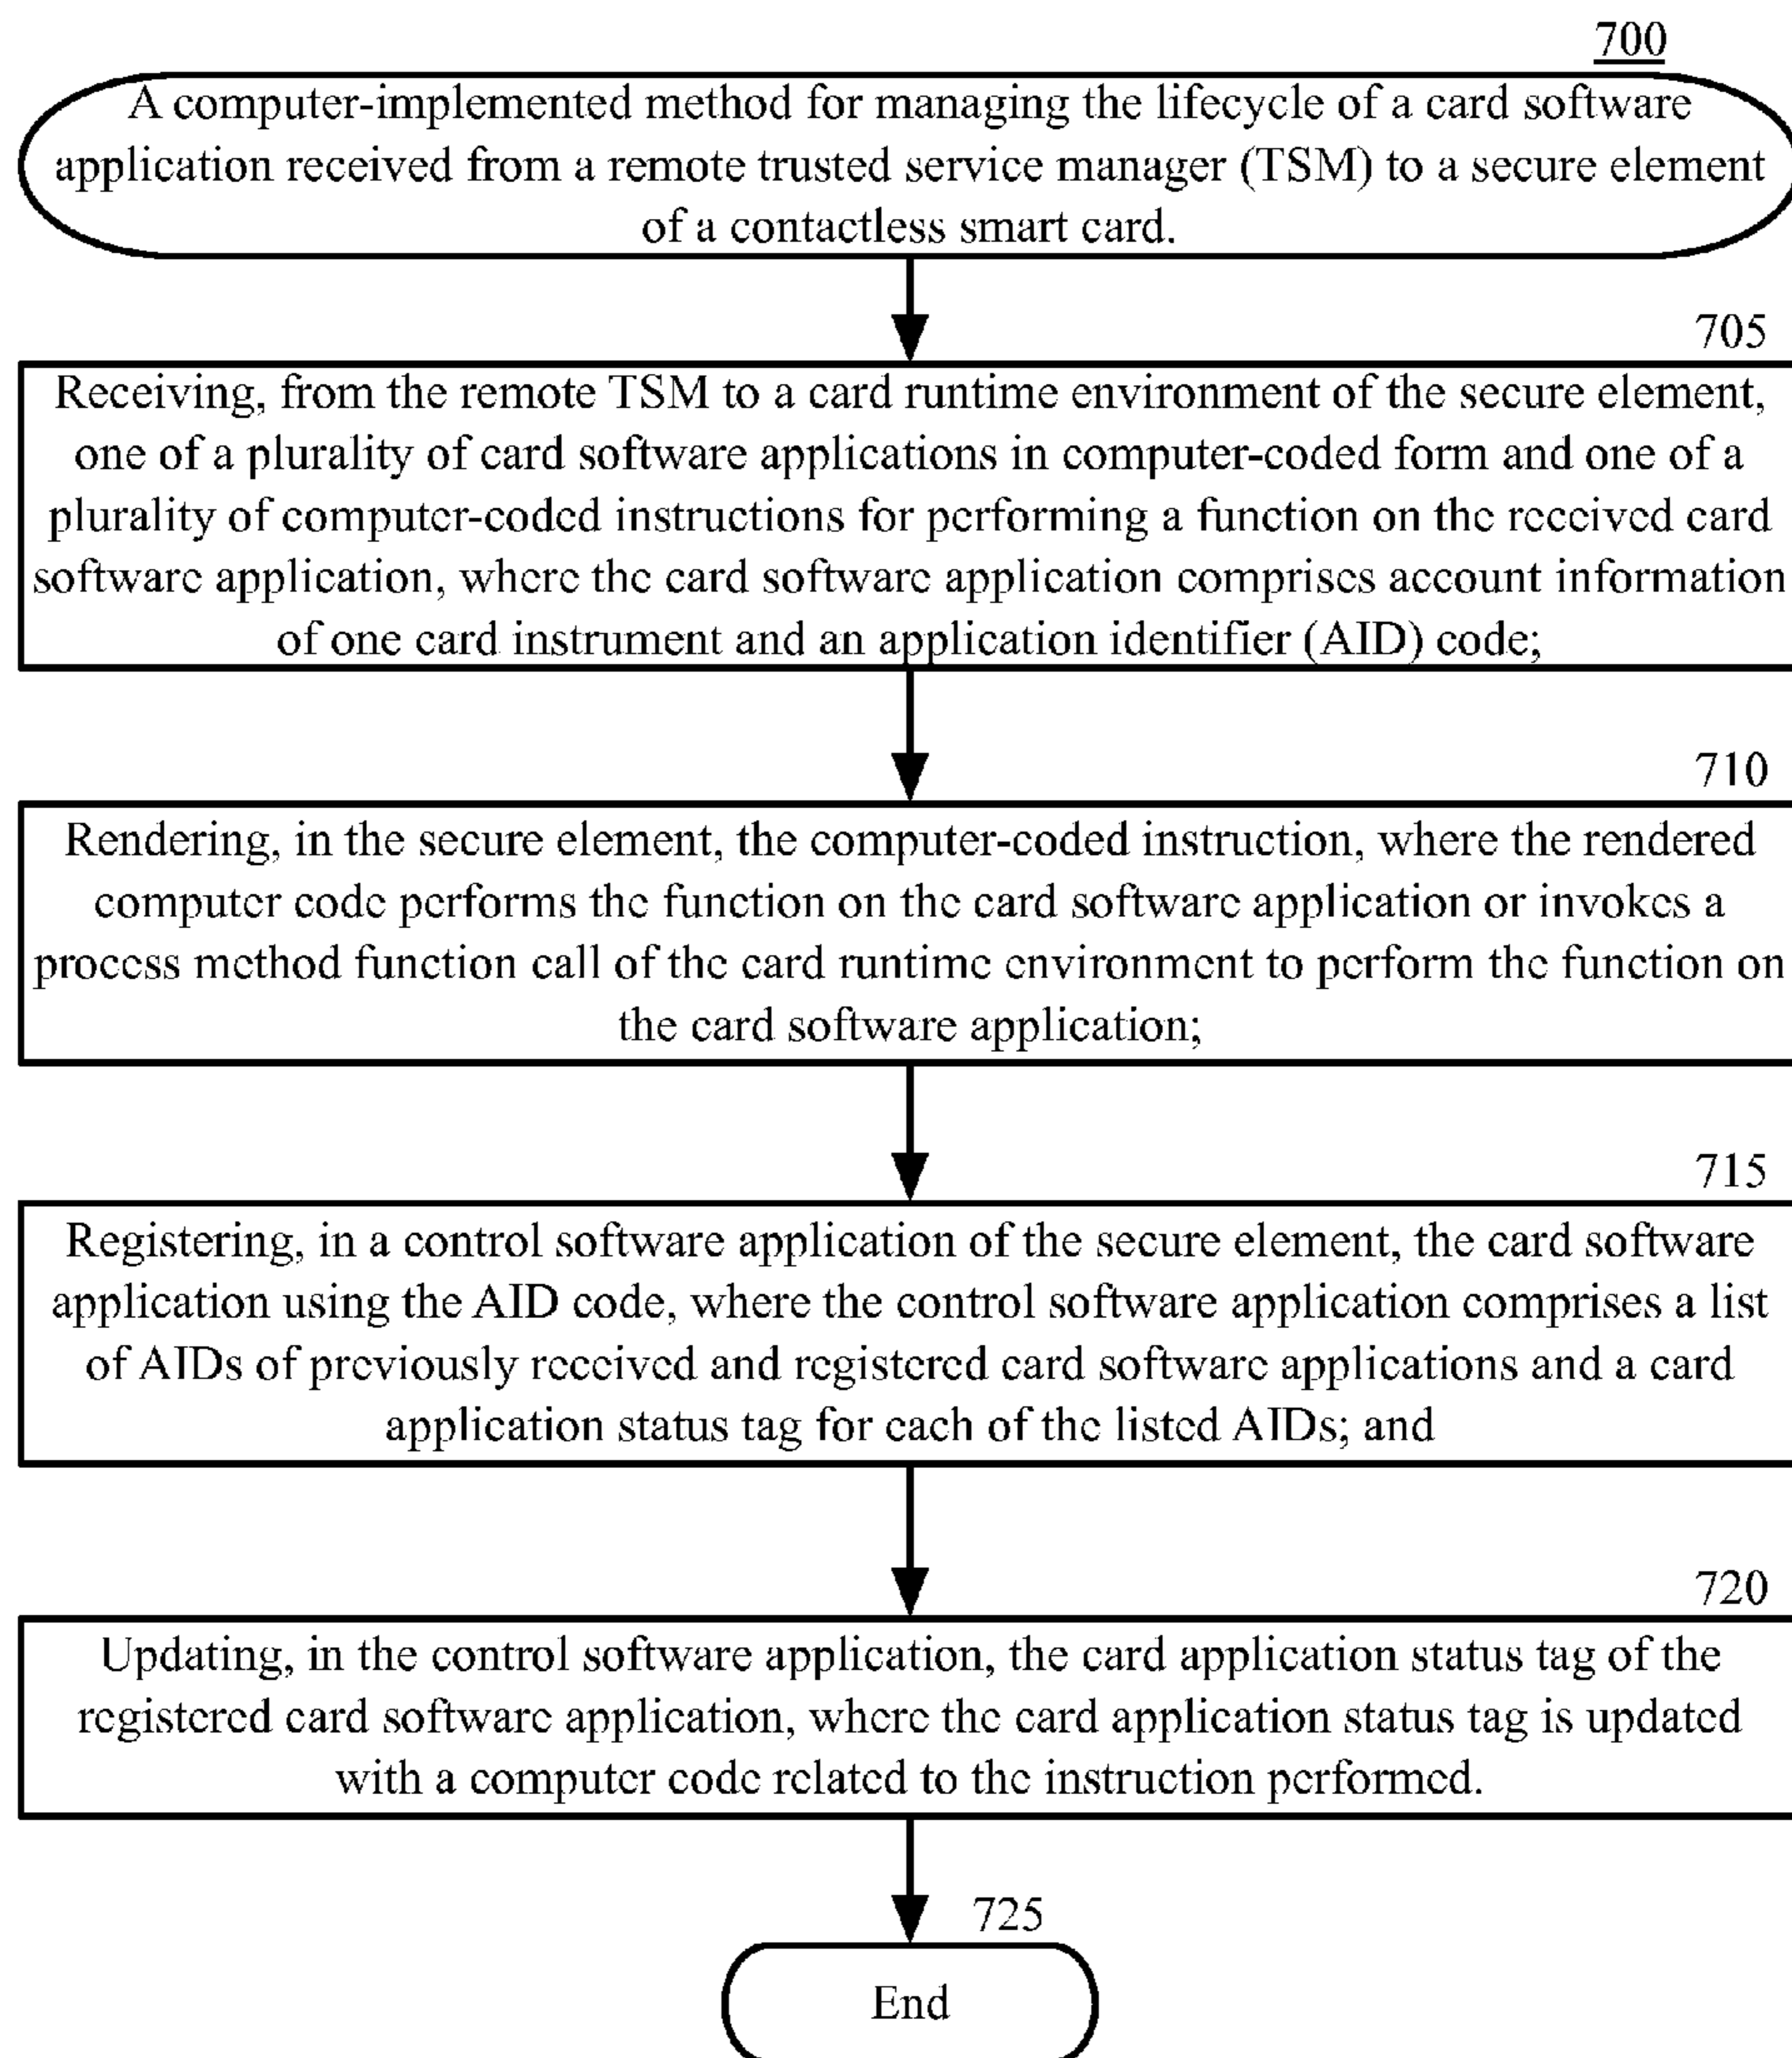 700
A computer-implemented method for managing the lifecycle of a card software
application received from a remote trusted service manager (TSM) to a secure element
of a contactless smart card.
705
Receiving, from the remote TSM to a card runtime environment of the secure element,
one of a plurality of card software applications in computer-coded form and one of a
plurality of computer-coded instructions for performing a function on the received card
software application, where the card software application comprises account information
of one card instrument and an application identifier (AID) code;
710
Rendering, in the secure element, the computer-coded instruction, where the rendered
computer code performs the function on the card software application or invokes a
process method function call of the card runtime environment to perform the function on
the card software application;
715
Registering, in a control software application of the secure element, the card software
application using the AID code, where the control software application comprises a list
of AIDs of previously received and registered card software applications and a card
application status tag for each of the listed AIDs; and
720
Updating, in the control software application, the card application status tag of the
registered card software application, where the card application status tag is updated
with a computer code related to the instruction performed.
725
End